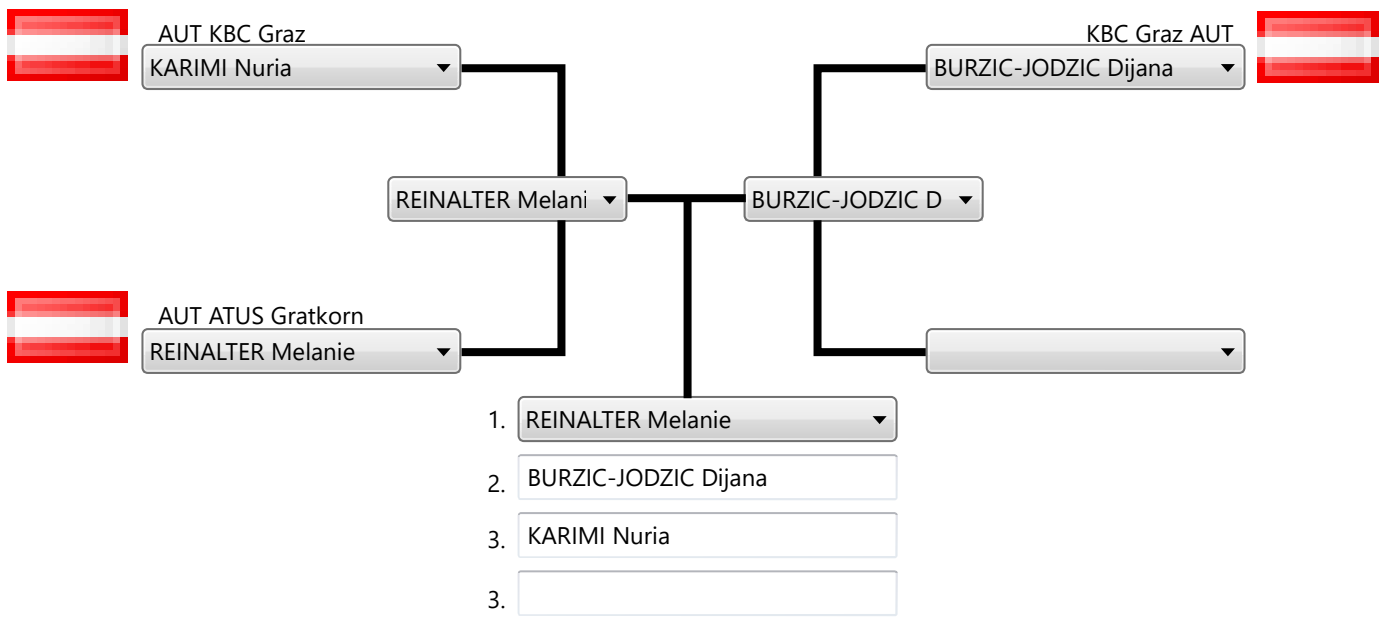 AUT KBC Graz
KARIMI Nuria
KBC Graz AUT
BURZIC-JODZIC Dijana
REINALTER Melani
BURZIC-JODZIC D
AUT ATUS Gratkorn
REINALTER Melanie
1. REINALTER Melanie
2. BURZIC-JODZIC Dijana
3. KARIMI Nuria
3.